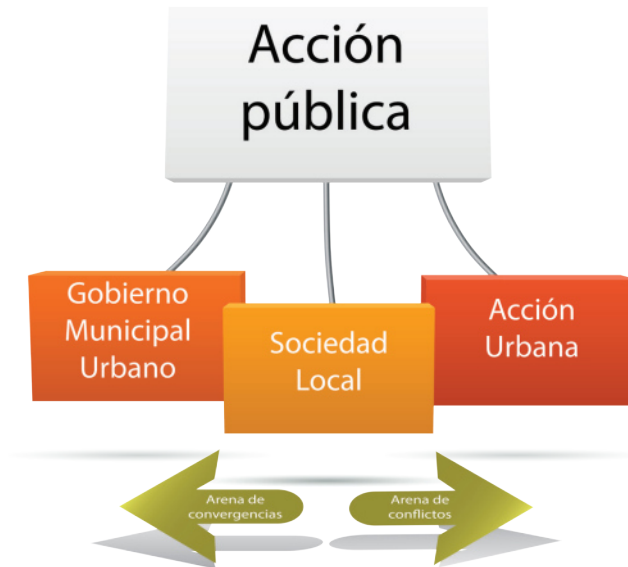 Acción
pública
Gobierno
Municipal
Urbano
Sociedad
Local
Acción
Urbana
Arena de
convergencias
Arena de
conflictos